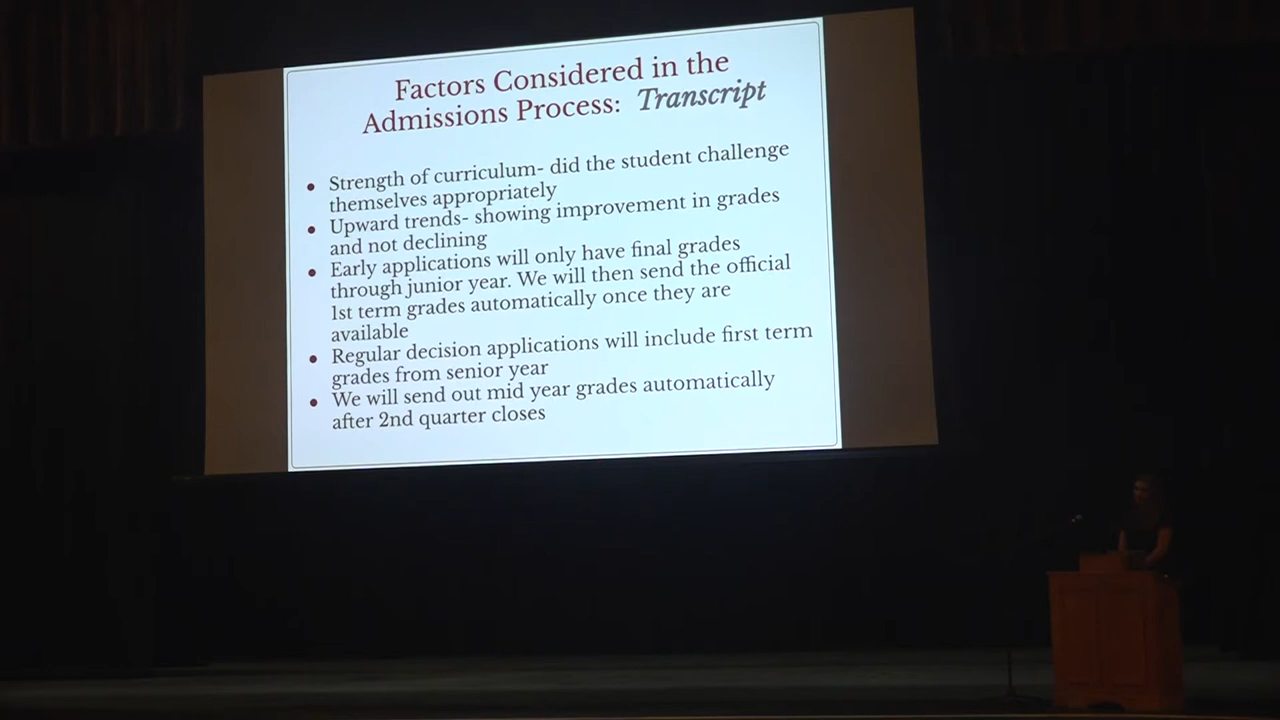 Factors Considered in the
Admissions Process: Transcript
• Strength of curriculum- did the student challenge
themselves appropriately
• Upward trends- showing improvement in grades
and not declining
• Early applications will only have final grades
through junior year. We will then send the official
1st term grades automatically once they are
available
• Regular decision applications will include first term
grades from senior year
• We will send out mid year grades automatically
after 2nd quarter closes